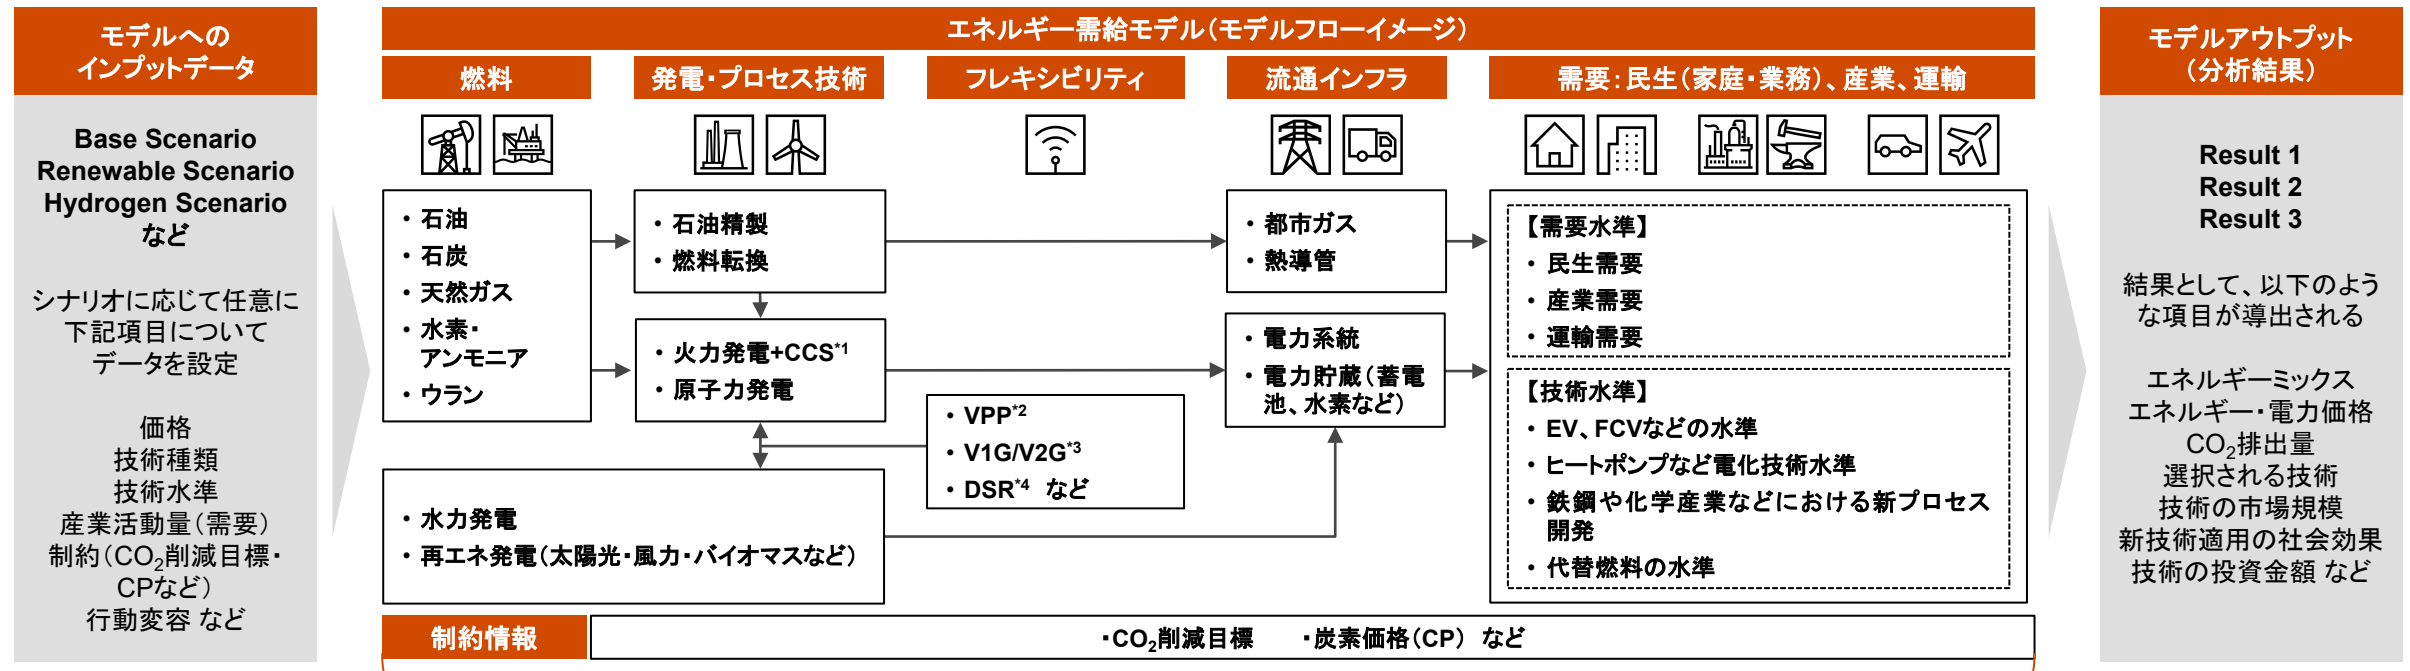 モデルへの
インプットデータ
Base Scenario
Renewable Scenario
Hydrogen Scenario
など
シナリオに応じて任意に
下記項目について
データを設定
価格
技術種類
技術水準
産業活動量（需要）
制約（CO₂削減目標・
CPなど）
行動変容 など
エネルギー需給モデル（モデルフローイメージ）
燃料
・石油
・石炭
・天然ガス
・水素・
アンモニア
・ウラン
発電・プロセス技術
・石油精製
・燃料転換
・火力発電+CCS*1
・原子力発電
・水力発電
・再エネ発電（太陽光・風力・バイオマスなど）
フレキシビリティ
・VPP*2
・V1G/V2G*3
・DSR*4 など
流通インフラ
・都市ガス
・熱導管
・電力系統
・電力貯蔵（蓄電
池、水素など）
需要：民生（家庭・業務）、産業、運輸
【需要水準】
・民生需要
・産業需要
・運輸需要
【技術水準】
・EV、FCVなどの水準
・ヒートポンプなど電化技術水準
・鉄鋼や化学産業などにおける新プロセス
開発
・代替燃料の水準
制約情報
・CO₂削減目標 ・炭素価格（CP） など
モデルアウトプット
（分析結果）
Result 1
Result 2
Result 3
結果として、以下のよう
な項目が導出される
エネルギーミックス
エネルギー・電力価格
CO₂排出量
選択される技術
技術の市場規模
新技術適用の社会効果
技術の投資金額 など